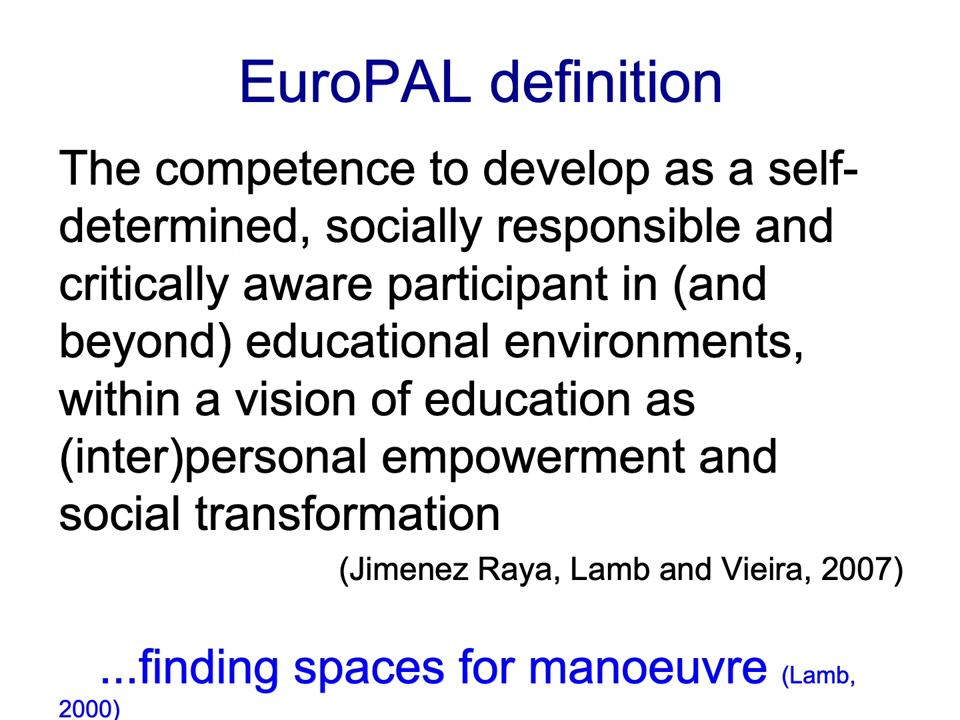 EuroPAL definition
The competence to develop as a self-
determined, socially responsible and
critically aware participant in (and
beyond) educational environments,
within a vision of education as
(inter)personal empowerment and
social transformation
(Jimenez Raya, Lamb and Vieira, 2007)
...finding spaces for manoeuvre (Lamb,
2000)